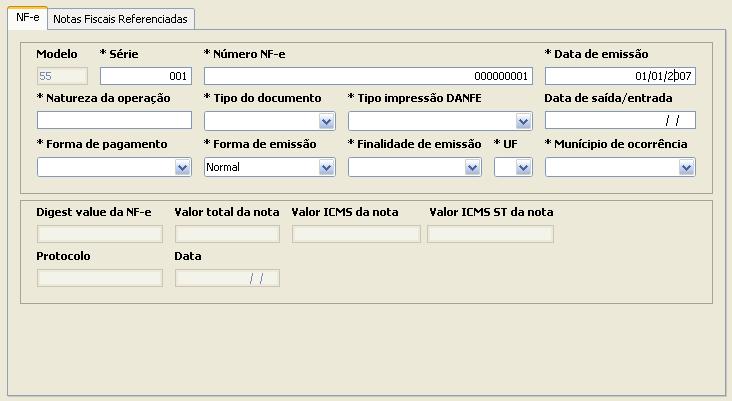 NF-e Notas Fiscais Referenciadas
Modelo * Série * Número NF-e * Data de emissão
55 001 000000001 01/01/2007
* Natureza da operação * Tipo do documento * Tipo impressão DANFE Data de saída/entrada
/ /
* Forma de pagamento * Forma de emissão * Finalidade de emissão * UF * Munícipio de ocorrência
Normal
Digest value da NF-e Valor total da nota Valor ICMS da nota Valor ICMS ST da nota
Protocolo Data
/ /